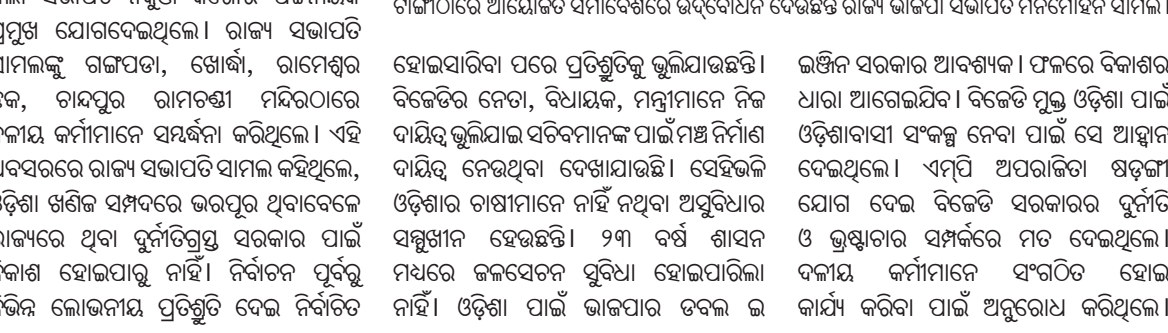 ପ୍ରମୁଖ ଯୋଗଦେଇଥିଲେ। ରାଜ୍ୟ ସଭାପତି
ସାମଲଙ୍କୁ ଗଙ୍ଗପଡା, ଖୋର୍ଦ୍ଧା, ରାମେଶ୍ୱର
ଛକ, ଚାନ୍ଦପୁର ରାମଚଣ୍ଡୀ ମନ୍ଦିରଠାରେ
ଦଳୀୟ କର୍ମୀମାନେ ସମ୍ବର୍ଦ୍ଧନା କରିଥିଲେ। ଏହି
ଅବସରରେ ରାଜ୍ୟ ସଭାପତି ସାମଲ କହିଥିଲେ,
ଓଡ଼ିଶା ଖଣିଜ ସମ୍ପଦରେ ଭରପୂର ଥିବାବେଳେ
ରାଜ୍ୟରେ ଥିବା ଦୁର୍ନୀତିଗ୍ରସ୍ତ ସରକାର ପାଇଁ
ବିକାଶ ହୋଇପାରୁ ନାହିଁ। ନିର୍ବାଚନ ପୂର୍ବରୁ
ବିଭିନ୍ନ ଲୋଭନୀୟ ପ୍ରତିଶ୍ରୁତି ଦେଇ ନିର୍ବାଚିତ
ଟାଙ୍ଗୀଠାରେ ଆୟୋଜିତ ସମାବେଶରେ ଉଦ୍‌ବୋଧନ ଦେଉଛନ୍ତି ରାଜ୍ୟ ଭାଜପା ସଭାପତି ମନମୋହନ ସାମଲ।
ହୋଇସାରିବା ପରେ ପ୍ରତିଶ୍ରୁତିକୁ ଭୁଲିଯାଉଛନ୍ତି।
ବିଜେଡିର ନେତା, ବିଧାୟକ, ମନ୍ତ୍ରୀମାନେ ନିଜ
ଦାୟିତ୍ୱ ଭୁଲିଯାଇ ସଚିବମାନଙ୍କ ପାଇଁ ମଞ୍ଚ ନିର୍ମାଣ
ଦାୟିତ୍ୱ ନେଉଥିବା ଦେଖାଯାଉଛି। ସେହିଭଳି
ଓଡ଼ିଶାର ଚାଷୀମାନେ ନାହିଁ ନଥିବା ଅସୁବିଧାର
ସମ୍ମୁଖୀନ ହେଉଛନ୍ତି। ୨୩ ବର୍ଷ ଶାସନ
ମଧ୍ୟରେ ଜଳସେଚନ ସୁବିଧା ହୋଇପାରିଲା
ନାହିଁ। ଓଡ଼ିଶା ପାଇଁ ଭାଜପାର ଡବଲ ଇ
ଇଞ୍ଜିନ ସରକାର ଆବଶ୍ୟକ। ଫଳରେ ବିକାଶର
ଧାରା ଆଗେଇଯିବ। ବିଜେଡି ମୁକ୍ତ ଓଡ଼ିଶା ପାଇଁ
ଓଡ଼ିଶାବାସୀ ସଂକଳ୍ପ ନେବା ପାଇଁ ସେ ଆହ୍ୱାନ
ଦେଇଥିଲେ। ଏମ୍‌ପି ଅପରାଜିତା ଷଡ଼ଙ୍ଗୀ
ଯୋଗ ଦେଇ ବିଜେଡି ସରକାରର ଦୁର୍ନୀତି
ଓ ଭ୍ରଷ୍ଟାଚାର ସମ୍ପର୍କରେ ମତ ଦେଇଥିଲେ।
ଦଳୀୟ କର୍ମୀମାନେ ସଂଗଠିତ ହୋଇ
କାର୍ଯ୍ୟ କରିବା ପାଇଁ ଅନୁରୋଧ କରିଥିଲେ।